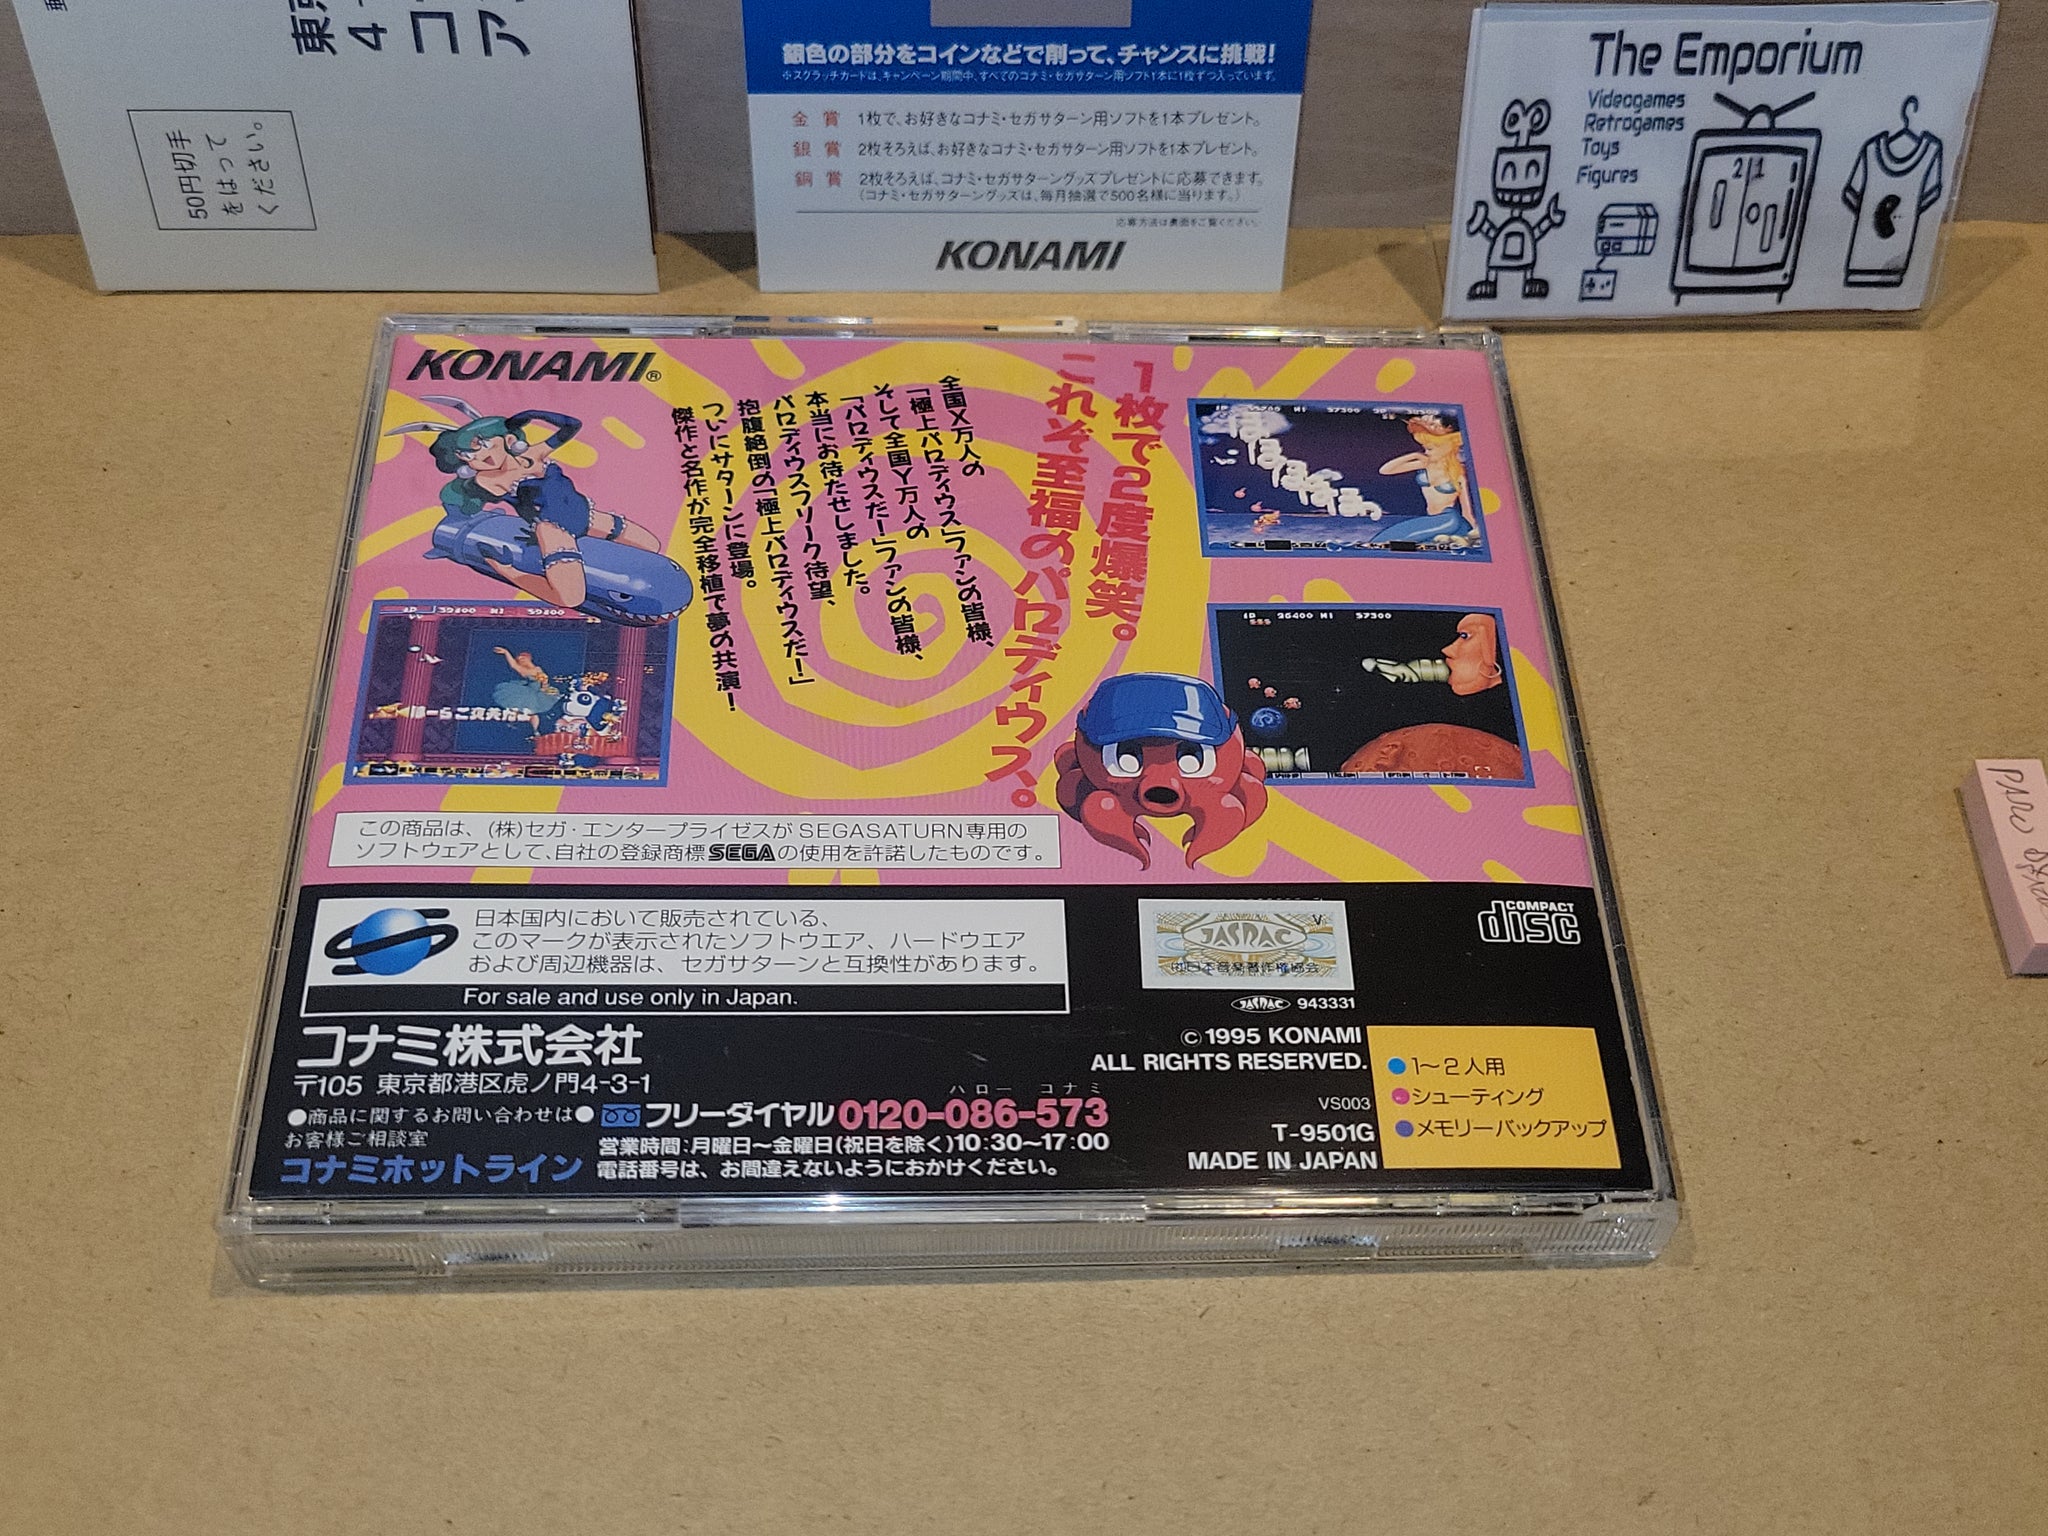 50円切手
をはって
ください。
銀色の部分をコインなどで削って、チャンスに挑戦!
※スクラッチカードは、キャンペーン期間中、すべてのコナミ・セガサターン用ソフト1本に1枚ずつ入っています。
金 賞 1枚で、お好きなコナミ・セガサターン用ソフトを1本プレゼント。
銀 賞 2枚そろえば、お好きなコナミ・セガサターン用ソフトを1本プレゼント。
銅 賞 2枚そろえば、コナミ・セガサターングッズプレゼントに応募できます。
(コナミ・セガサターングッズは、毎月抽選で500名様に当ります。)
応募方法は裏面をご覧ください。
KONAMI
The Emporium
Videogames
Retrogames
Toys
Figures
21
KONAMI®
1枚で2度爆笑。
これぞ至福のパロディウス。
全国X万人の
「極上パロディウス」ファンの皆様、
そして全国Y万人の
「パロディウスだ!」ファンの皆様、
本当にお待たせしました。
パロディウスフリーク待望、
抱腹絶倒の「極上パロディウスだ!」
ついにサターンに登場。
傑作と名作が完全移植で夢の共演!
この商品は、(株)セガ・エンタープライゼスがSEGASATURN専用の
ソフトウェアとして、自社の登録商標SEGAの使用を許諾したものです。
日本国内において販売されている、
このマークが表示されたソフトウエア、ハードウエア
および周辺機器は、セガサターンと互換性があります。
For sale and use only in Japan.
V
JASRAC
(社)日本音楽著作権協会
JASRAC 943331
COMPACT
disc
コナミ株式会社
〒105 東京都港区虎ノ門4-3-1
●商品に関するお問い合わせは●
お客様ご相談室
コナミホットライン
ハロー コナミ
フリーダイヤル0120-086-573
営業時間:月曜日〜金曜日(祝日を除く)10:30〜17:00
電話番号は、お間違えないようにおかけください。
©1995 KONAMI
ALL RIGHTS RESERVED.
VS003
T-9501G
MADE IN JAPAN
●1〜2人用
●シューティング
●メモリーバックアップ